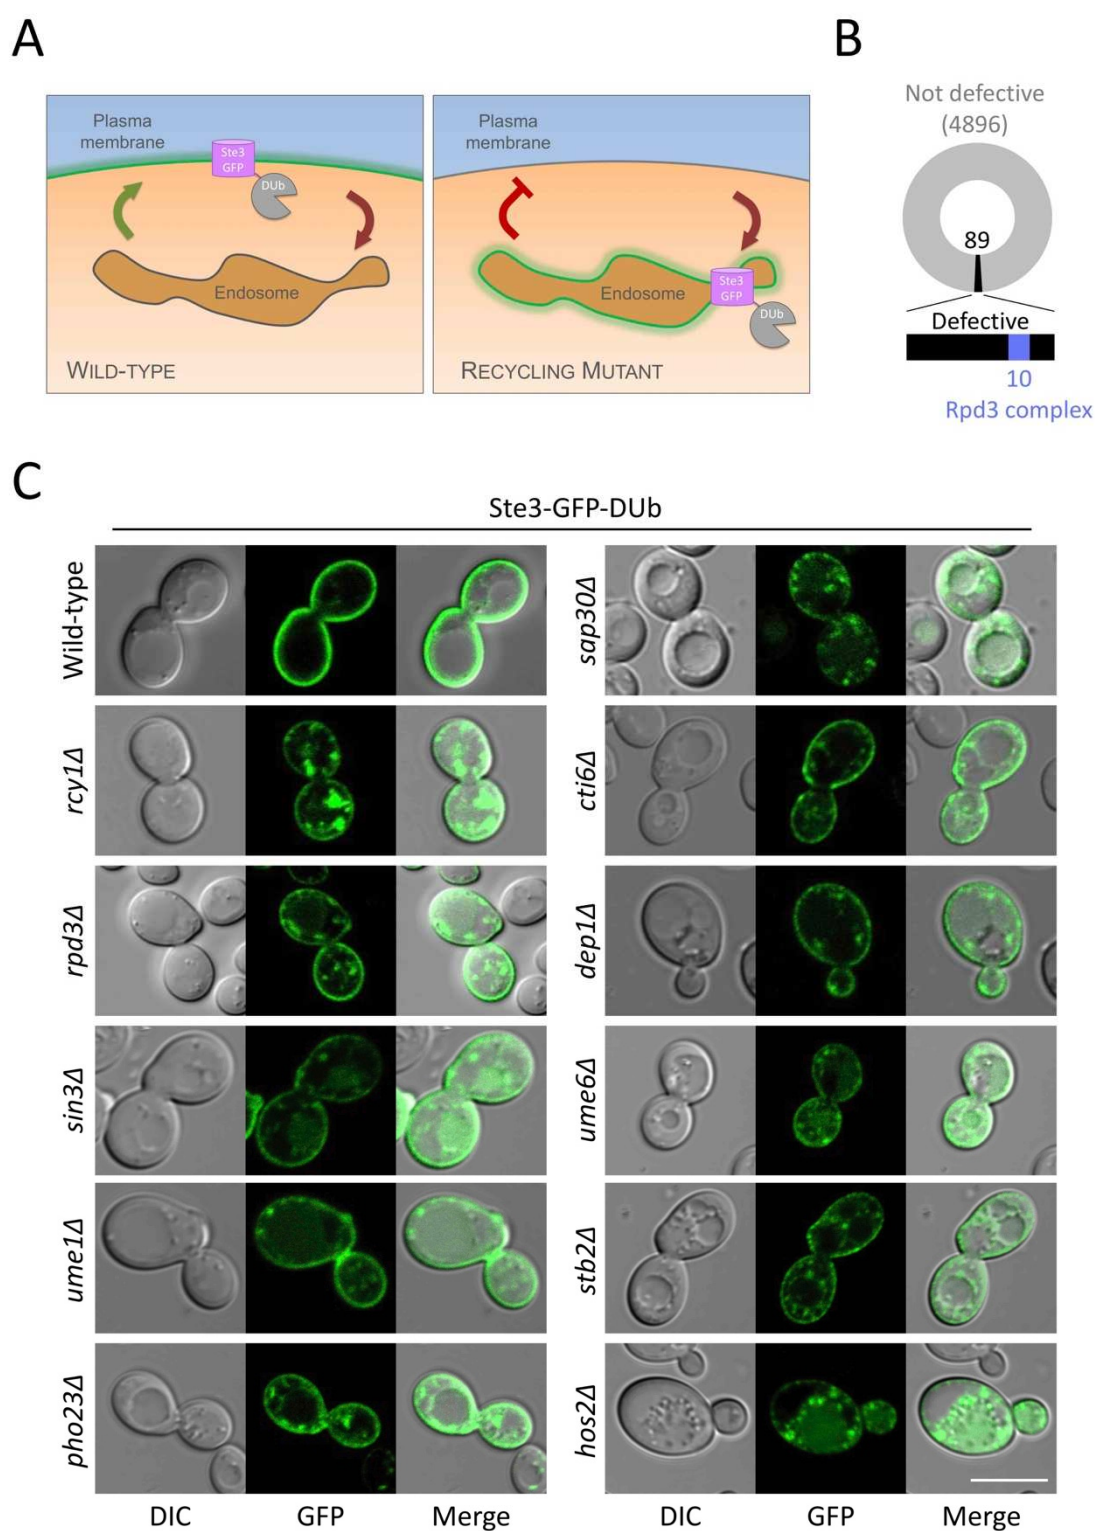 A
Plasma
membrane
Ste3
GFP
DUb
Endosome
WILD-TYPE
Plasma
membrane
Endosome
Ste3
GFP
DUb
RECYCLING MUTANT
B
Not defective
(4896)
89
Defective
10
Rpd3 complex
C
Ste3-GFP-DUb
Wild-type
rcy1Δ
rpd3Δ
sin3Δ
ume1Δ
pho23Δ
sap30Δ
cti6Δ
dep1Δ
ume6Δ
stb2Δ
hos2Δ
DIC GFP Merge
DIC GFP Merge